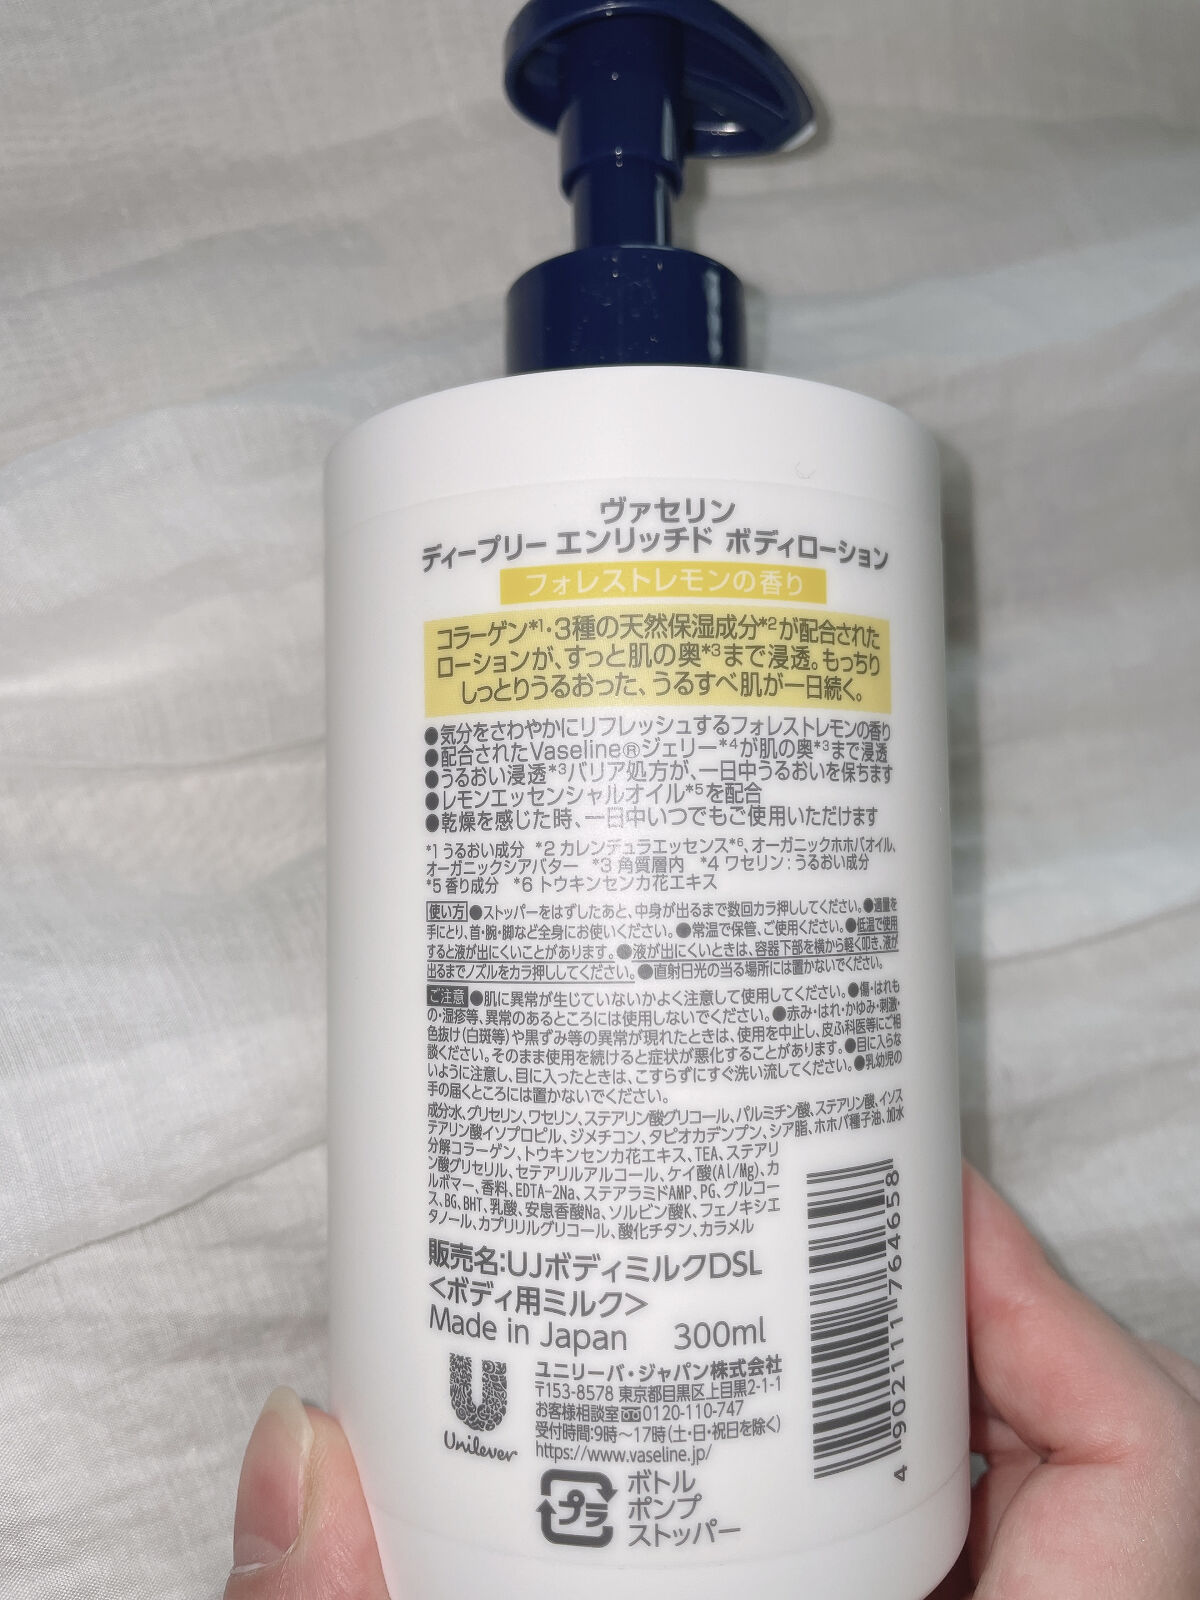 ヴァセリン
ディープリー エンリッチド ボディローション
フォレストレモンの香り
コラーゲン*1・3種の天然保湿成分*2が配合された
ローションが、すっと肌の奥*3まで浸透。もっちり
しっとりうるおった、うるすべ肌が一日続く。
●気分をさわやかにリフレッシュするフォレストレモンの香り
●配合されたVaseline®ジェリー*4が肌の奥*3まで浸透
●うるおい浸透*3バリア処方が、一日中うるおいを保ちます
●レモンエッセンシャルオイル*5を配合
●乾燥を感じた時、一日中いつでもご使用いただけます
*1 うるおい成分 *2 カレンデュラエッセンス*6、オーガニックホホバオイル、
オーガニックシアバター *3 角質層内 *4 ワセリン：うるおい成分
*5 香り成分 *6 トウキンセンカ花エキス
使い方 ●ストッパーをはずしたあと、中身が出るまで数回カラ押ししてください。●適量を
手にとり、首・腕・脚など全身にお使いください。●常温で保管、ご使用ください。●低温で使用
すると液が出にくいことがあります。●液が出にくいときは、容器下部を横から軽く叩き、液が
出るまでノズルをカラ押ししてください。●直射日光の当る場所には置かないでください。
ご注意 ●肌に異常が生じていないかよく注意して使用してください。●傷・はれも
の・湿疹等、異常のあるところには使用しないでください。●赤み・はれ・かゆみ・刺激・
色抜け(白斑等)や黒ずみ等の異常が現れたときは、使用を中止し、皮ふ科医等にご相
談ください。そのまま使用を続けると症状が悪化することがあります。●目に入らな
いように注意し、目に入ったときは、こすらずにすぐ洗い流してください。●乳幼児の
手の届くところには置かないでください。
成分水、グリセリン、ワセリン、ステアリン酸グリコール、パルミチン酸、ステアリン酸、イソス
テアリン酸イソプロピル、ジメチコン、タピオカデンプン、シア脂、ホホバ種子油、加水
分解コラーゲン、トウキンセンカ花エキス、TEA、ステアリ
ン酸グリセリル、セテアリルアルコール、ケイ酸(Al/Mg)、カ
ルボマー、香料、EDTA-2Na、ステアラミドAMP、PG、グルコー
ス、BG、BHT、乳酸、安息香酸Na、ソルビン酸K、フェノキシエ
タノール、カプリリルグリコール、酸化チタン、カラメル
販売名：UJボディミルクDSL
<ボディ用ミルク>
Made in Japan 300ml
Unilever
ユニリーバ・ジャパン株式会社
〒153-8578 東京都目黒区上目黒2-1-1
お客様相談室 0120-110-747
受付時間：9時〜17時(土・日・祝日を除く)
https://www.vaseline.jp/
プラ
ボトル
ポンプ
ストッパー
4 902111 764658